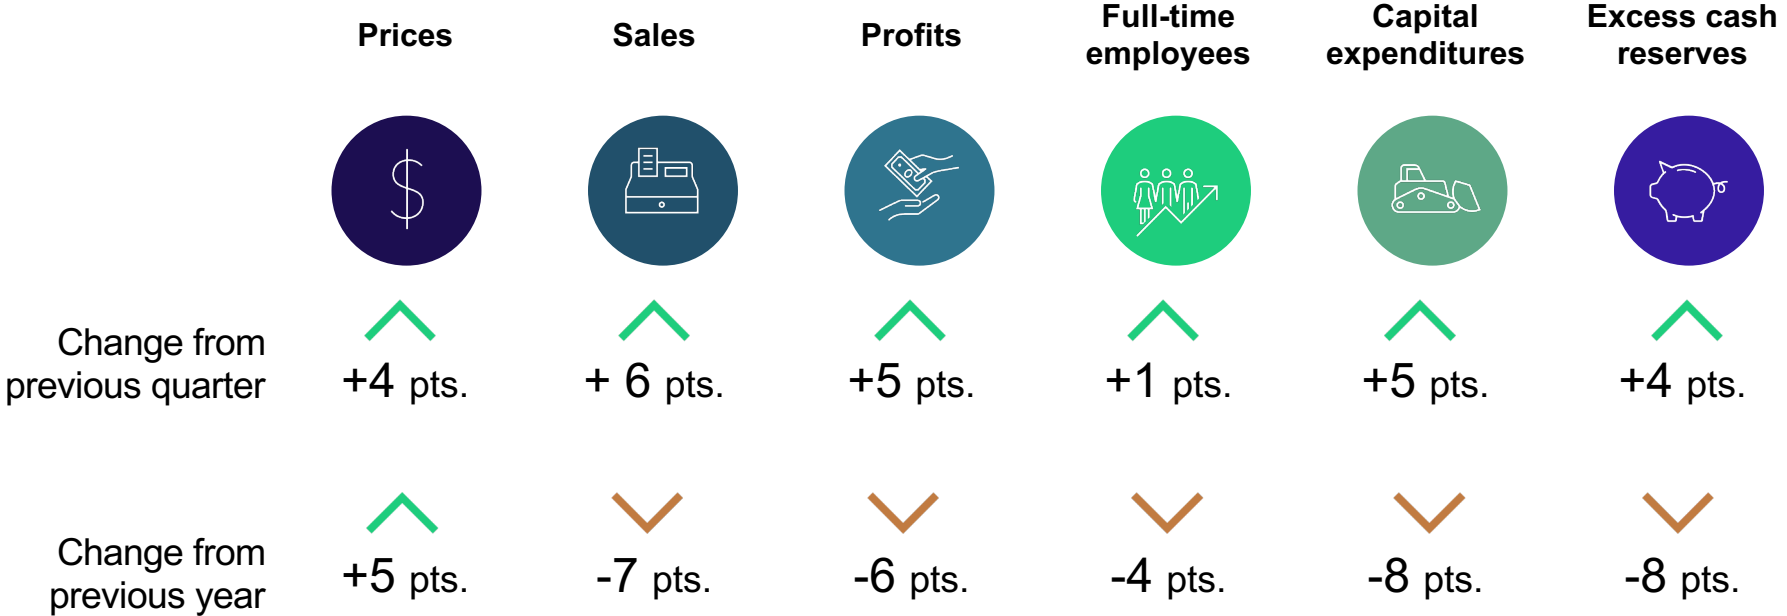 Prices
Sales
Profits
Full-time
employees
Capital
expenditures
Excess cash
reserves
Change from
previous quarter
+4 pts.
+ 6 pts.
+5 pts.
+1 pts.
+5 pts.
+4 pts.
Change from
previous year
+5 pts.
-7 pts.
-6 pts.
-4 pts.
-8 pts.
-8 pts.